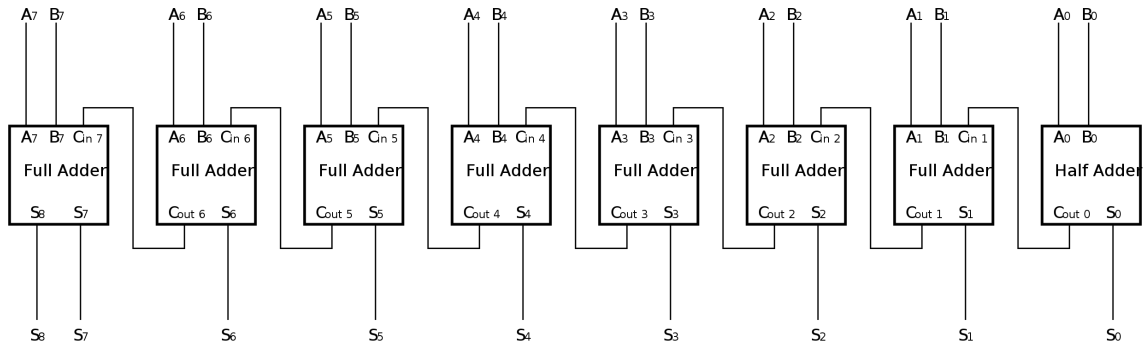 A7 B7 A6 B6 A5 B5 A4 B4 A3 B3 A2 B2 A1 B1 A0 B0
A7 B7 Cin 7 A6 B6 Cin 6 A5 B5 Cin 5 A4 B4 Cin 4 A3 B3 Cin 3 A2 B2 Cin 2 A1 B1 Cin 1 A0 B0
Full Adder Full Adder Full Adder Full Adder Full Adder Full Adder Full Adder Half Adder
S8 S7 Cout 6 S6 Cout 5 S5 Cout 4 S4 Cout 3 S3 Cout 2 S2 Cout 1 S1 Cout 0 S0
S8 S7 S6 S5 S4 S3 S2 S1 S0